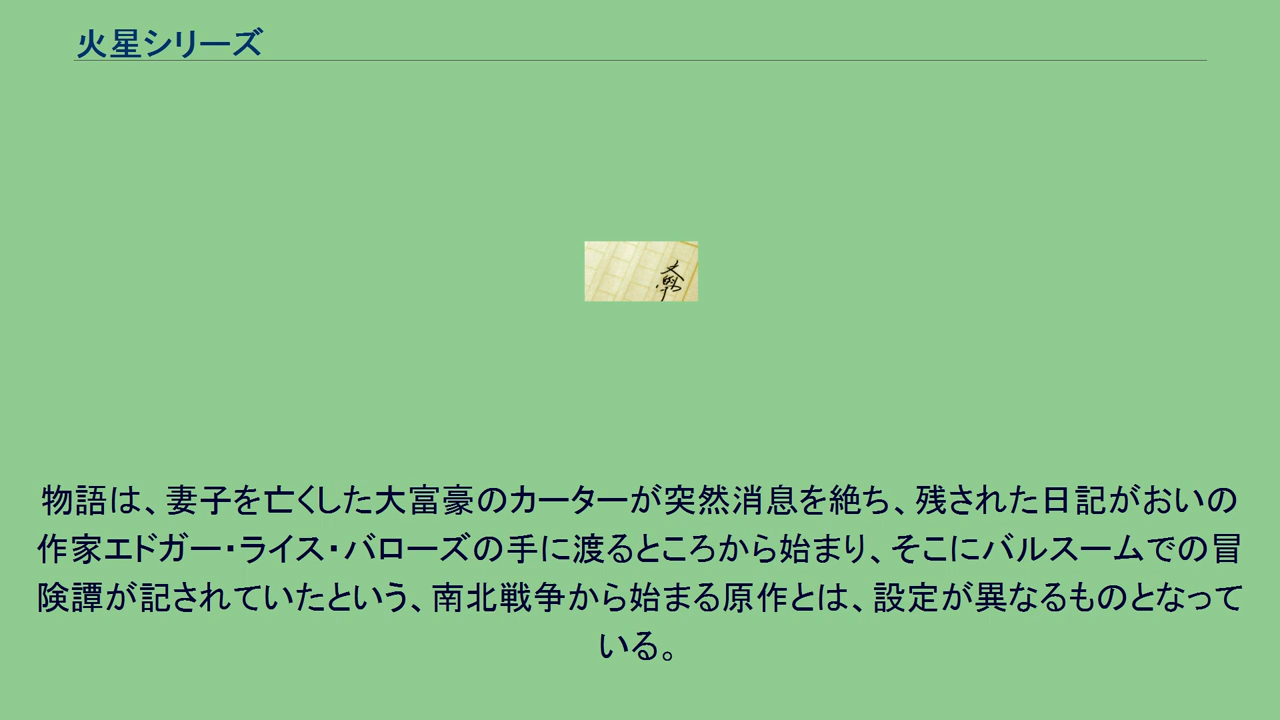 火星シリーズ
物語は、妻子を亡くした大富豪のカーターが突然消息を絶ち、残された日記がおいの
作家エドガー・ライス・バローズの手に渡るところから始まり、そこにバルスームでの冒
険譚が記されていたという、南北戦争から始まる原作とは、設定が異なるものとなって
いる。